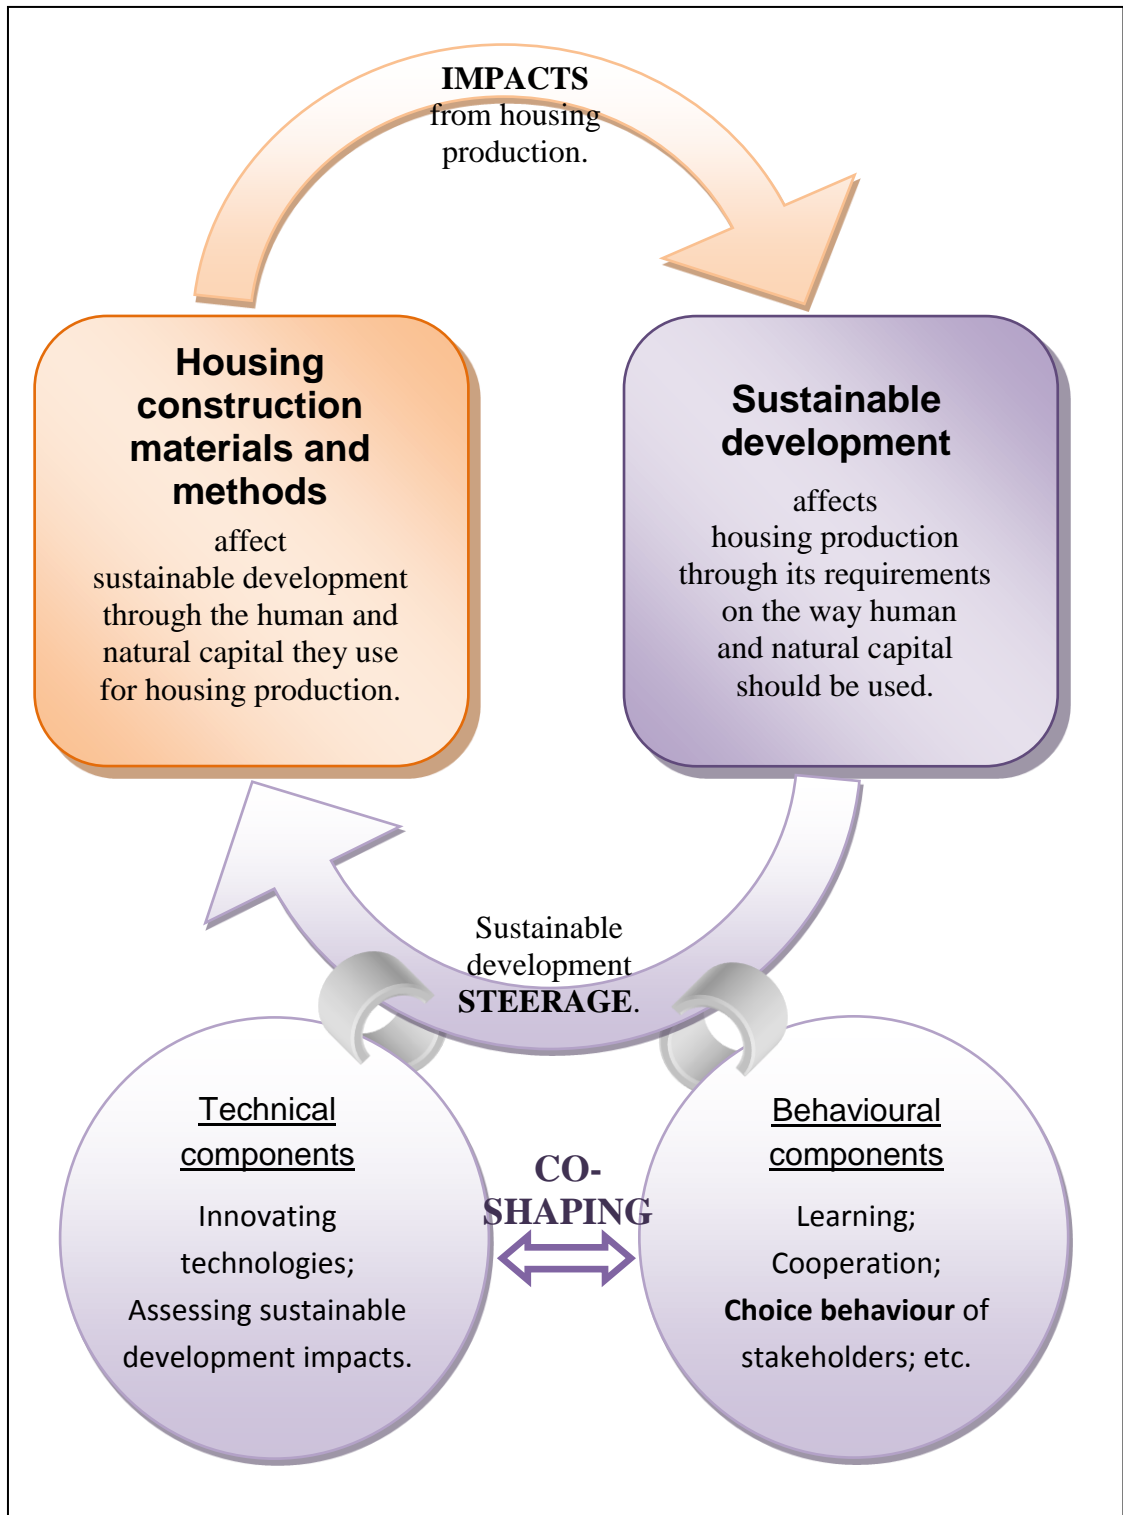 IMPACTS
from housing
production.
Housing
construction
materials and
methods
affect
sustainable development
through the human and
natural capital they use
for housing production.
Sustainable
development
affects
housing production
through its requirements
on the way human
and natural capital
should be used.
Sustainable
development
STEERAGE.
Technical
components
Innovating
technologies;
Assessing sustainable
development impacts.
CO-
SHAPING
Behavioural
components
Learning;
Cooperation;
Choice behaviour of
stakeholders; etc.